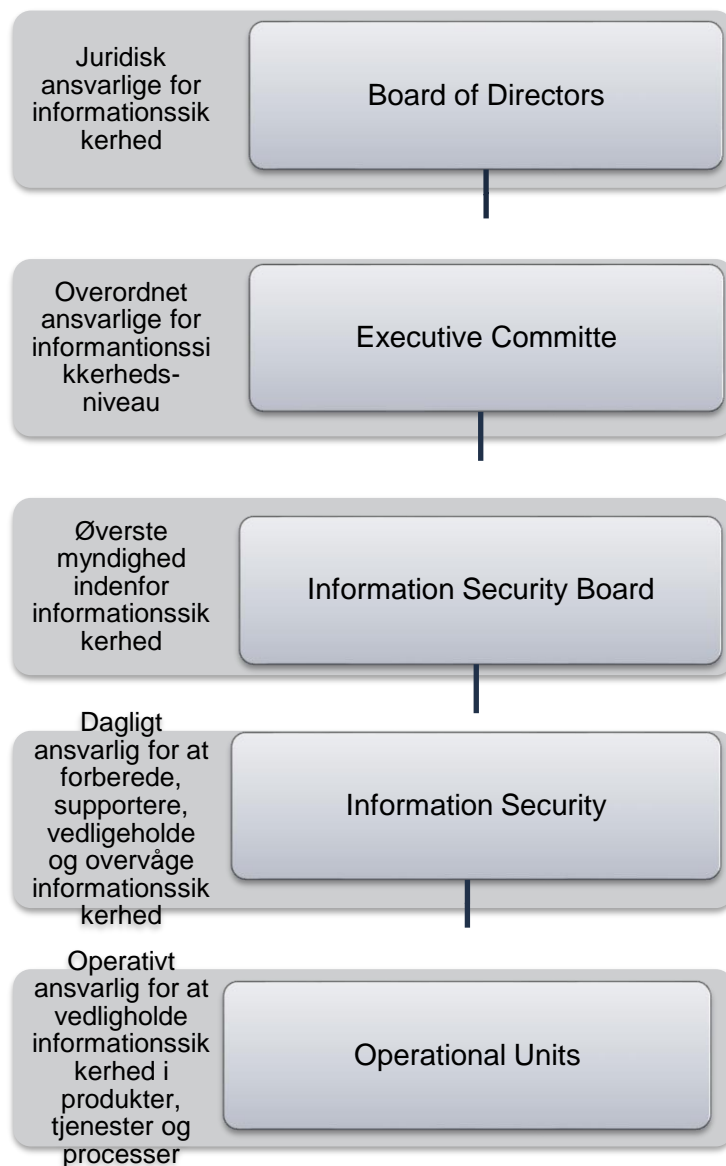 Juridisk
ansvarlige for
informationssik
kerhed
Board of Directors
Overordnet
ansvarlige for
informantionssi
kkerheds-
niveau
Executive Committe
Øverste
myndighed
indenfor
informationssik
kerhed
Information Security Board
Dagligt
ansvarlig for at
forberede,
supportere,
vedligeholde
og overvåge
informationssik
kerhed
Information Security
Operativt
ansvarlig for at
vedligholde
informationssik
kerhed i
produkter,
tjenester og
processer
Operational Units